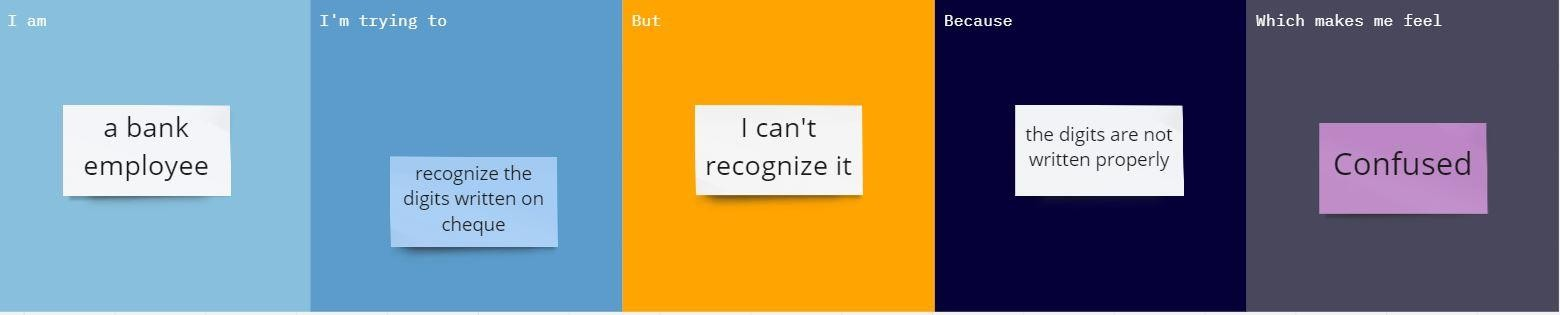 I am
a bank
employee
I'm trying to
recognize the
digits written on
cheque
But
I can't
recognize it
Because
the digits are not
written properly
Which makes me feel
Confused